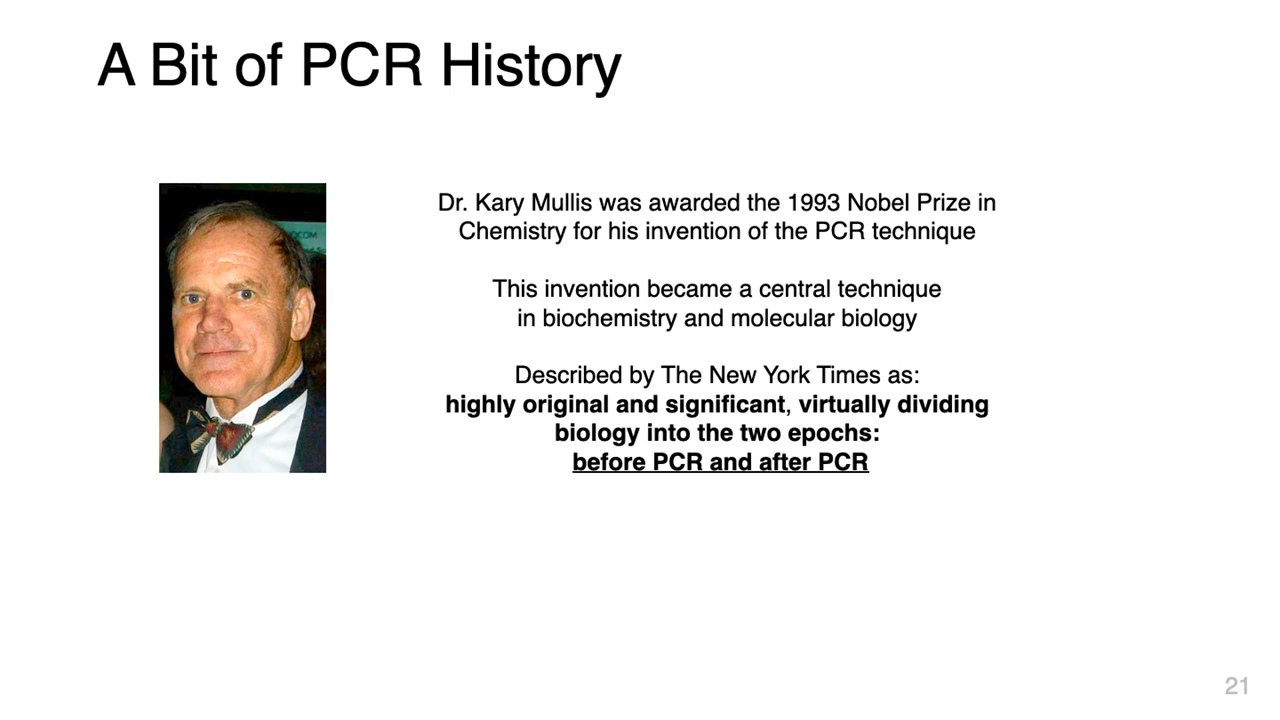 A Bit of PCR History
Dr. Kary Mullis was awarded the 1993 Nobel Prize in
Chemistry for his invention of the PCR technique
This invention became a central technique
in biochemistry and molecular biology
Described by The New York Times as:
highly original and significant, virtually dividing
biology into the two epochs:
before PCR and after PCR
21